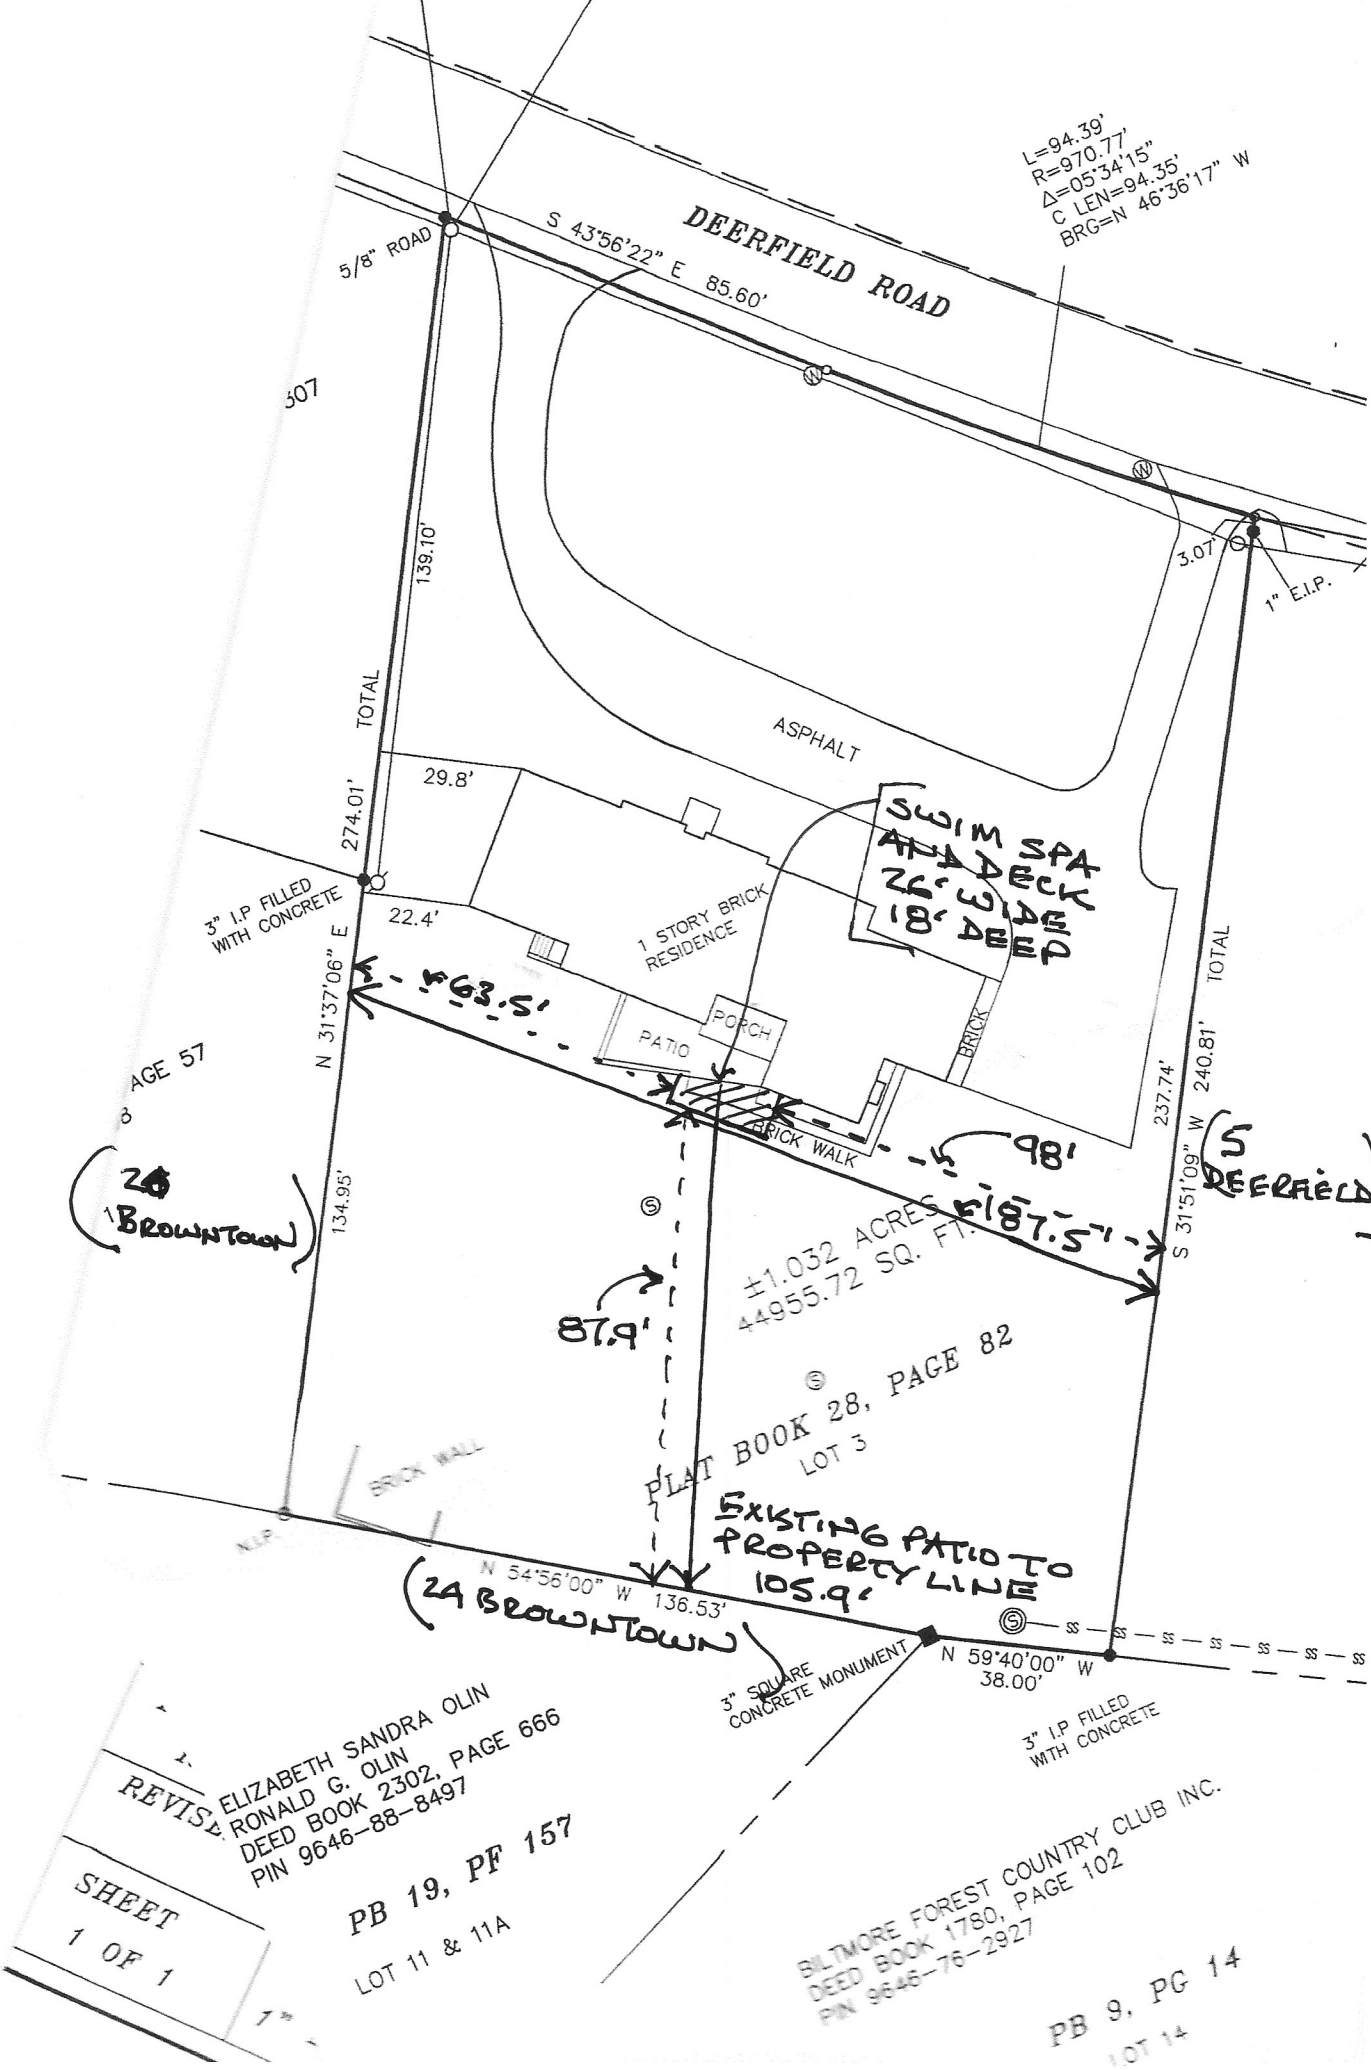 L=94.39'
R=970.77'
Δ=05°34'15"
C LEN=94.35'
BRG=N 46°36'17" W
DEERFIELD ROAD
S 43°56'22" E 85.60'
5/8" ROAD
W
W
3.07'
1" E.I.P.
139.10'
274.01' TOTAL
ASPHALT
29.8'
SWIM SPA
AND DECK
26' WIDE
18' DEEP
3" I.P FILLED
WITH CONCRETE
22.4'
1 STORY BRICK
RESIDENCE
N 31°37'06" E
63.5'
PATIO
PORCH
BRICK
BRICK WALK
237.74'
S 31°51'09" W 240.81' TOTAL
AGE 57
98'
187.5'
(5
DEERFIELD
BROWNTOWN)
134.95'
S
±1.032 ACRES
44955.72 SQ. FT.
87.9'
S
PLAT BOOK 28, PAGE 82
LOT 3
BRICK WALL
N.I.P.
EXISTING PATIO TO
PROPERTY LINE
105.9'
N 54°56'00" W 136.53'
(24 BROWNTOWN)
S SS SS SS SS SS SS SS
N 59°40'00" W
38.00'
3" SQUARE
CONCRETE MONUMENT
3" I.P FILLED
WITH CONCRETE
ELIZABETH SANDRA OLIN
RONALD G. OLIN
DEED BOOK 2302, PAGE 666
PIN 9646-88-8497
PB 19, PF 157
LOT 11 & 11A
SHEET
1 OF 1
1"
BILTMORE FOREST COUNTRY CLUB INC.
DEED BOOK 1780, PAGE 102
PIN 9646-76-2927
PB 9, PG 14
LOT 14